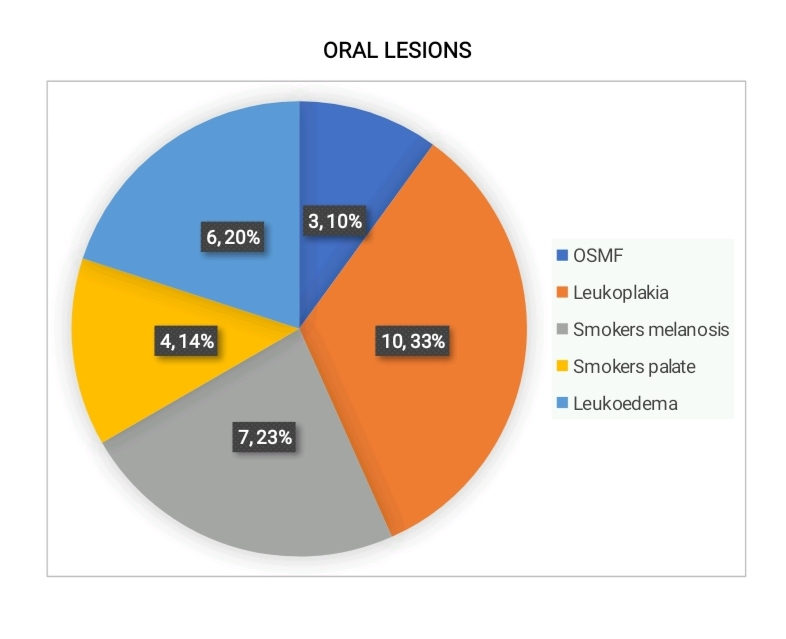 ORAL LESIONS
3, 10%
6, 20%
10, 33%
4, 14%
7, 23%
OSMF
Leukoplakia
Smokers melanosis
Smokers palate
Leukoedema